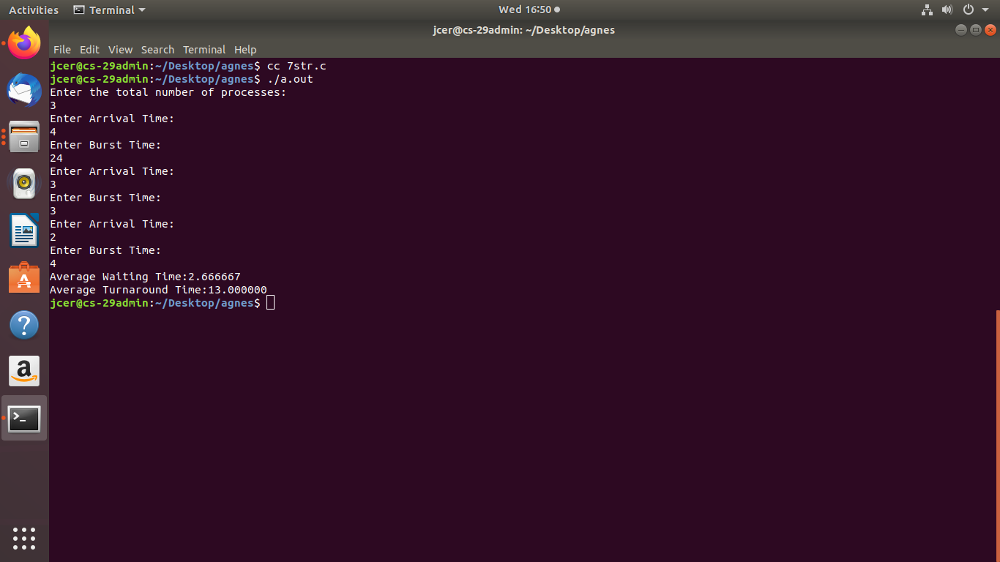 Activities Terminal Wed 16:50
jcer@cs-29admin: ~/Desktop/agnes
File Edit View Search Terminal Help
jcer@cs-29admin:~/Desktop/agnes$ cc 7str.c
jcer@cs-29admin:~/Desktop/agnes$ ./a.out
Enter the total number of processes:
3
Enter Arrival Time:
4
Enter Burst Time:
24
Enter Arrival Time:
3
Enter Burst Time:
3
Enter Arrival Time:
2
Enter Burst Time:
4
Average Waiting Time:2.666667
Average Turnaround Time:13.000000
jcer@cs-29admin:~/Desktop/agnes$